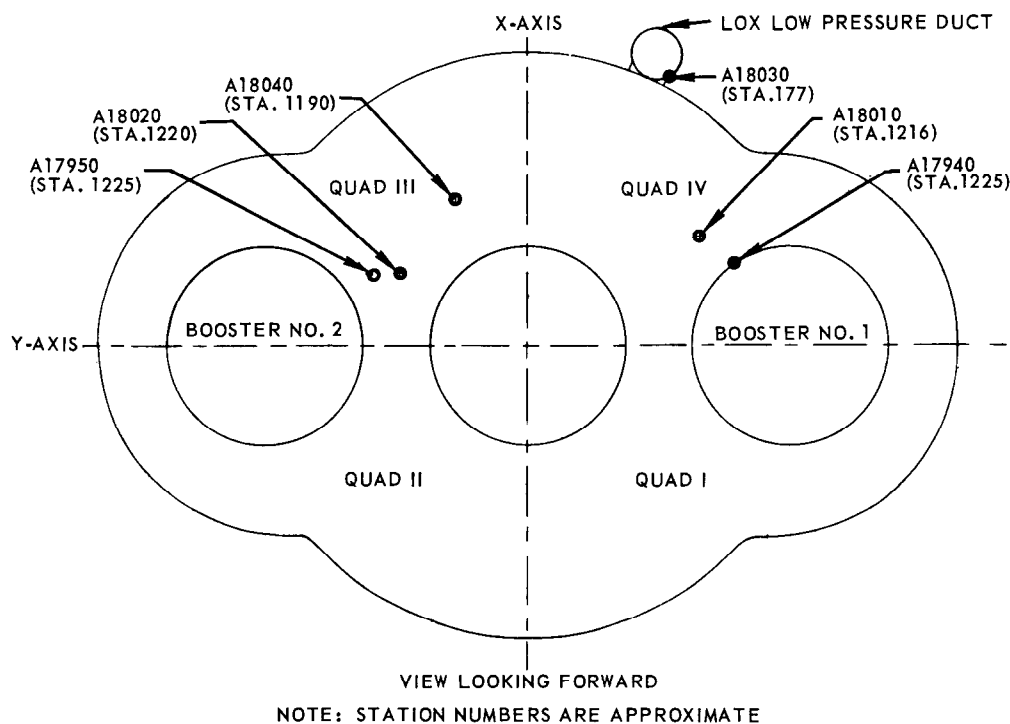 X-AXIS
LOX LOW PRESSURE DUCT
A18030
(STA.177)
A18040
(STA. 1190)
A18020
(STA.1220)
A17950
(STA. 1225)
A18010
(STA.1216)
A17940
(STA.1225)
QUAD III
QUAD IV
BOOSTER NO. 2
BOOSTER NO. 1
Y-AXIS
QUAD II
QUAD I
VIEW LOOKING FORWARD
NOTE: STATION NUMBERS ARE APPROXIMATE